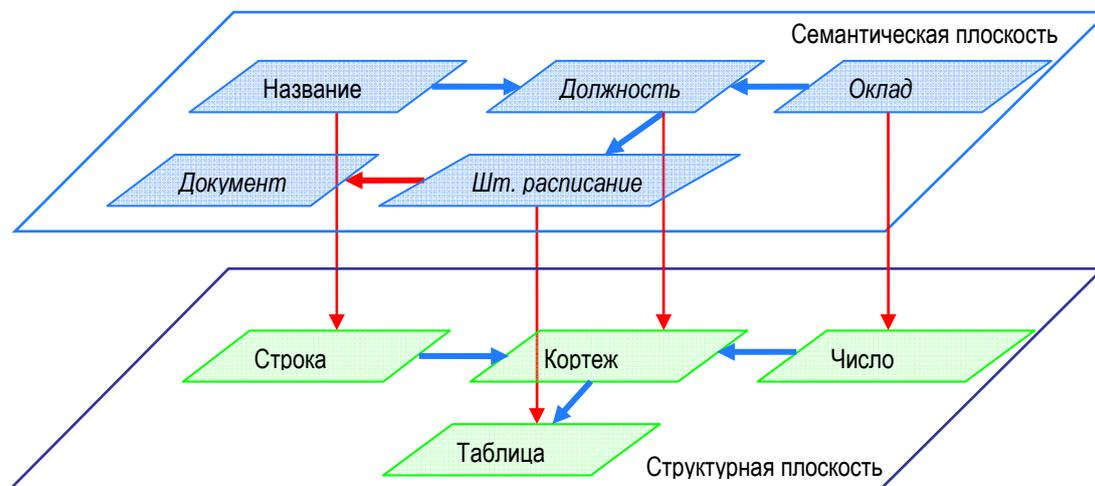 Семантическая плоскость
Название
Должность
Оклад
Документ
Шт. расписание
Строка
Кортеж
Число
Таблица
Структурная плоскость